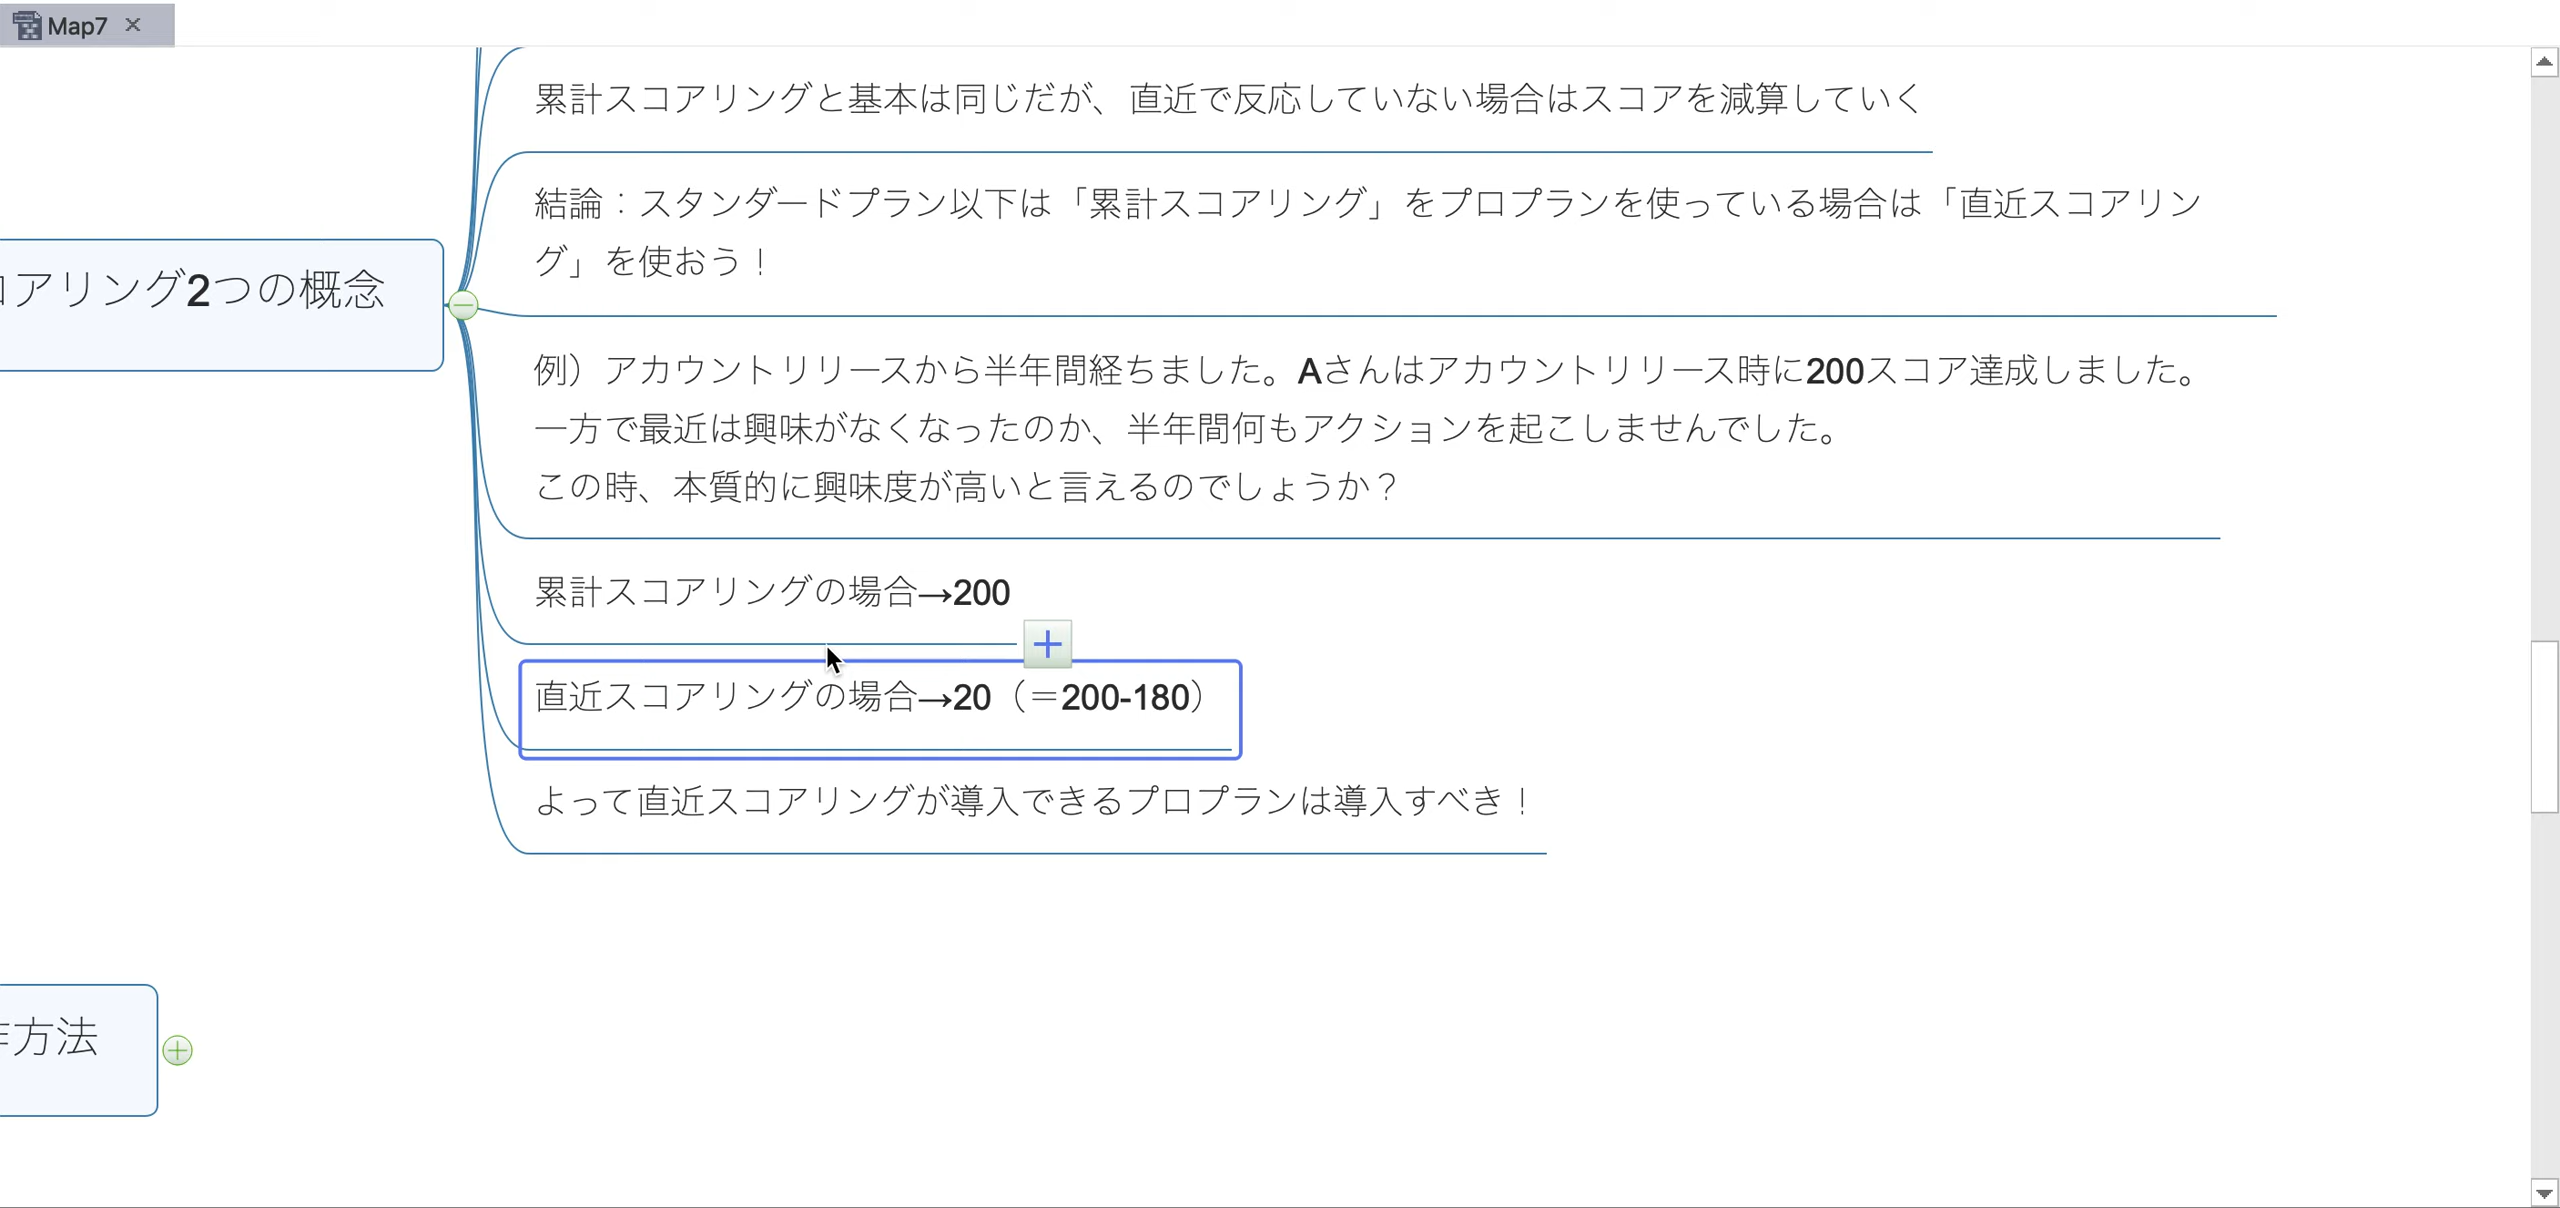 Map7
累計スコアリングと基本は同じだが、直近で反応していない場合はスコアを減算していく
結論：スタンダードプラン以下は「累計スコアリング」をプロプランを使っている場合は「直近スコアリン
グ」を使おう！
コアリング2つの概念
例）アカウントリリースから半年間経ちました。Aさんはアカウントリリース時に200スコア達成しました。
一方で最近は興味がなくなったのか、半年間何もアクションを起こしませんでした。
この時、本質的に興味度が高いと言えるのでしょうか？
累計スコアリングの場合→200
直近スコアリングの場合→20（＝200-180）
よって直近スコアリングが導入できるプロプランは導入すべき！
方法